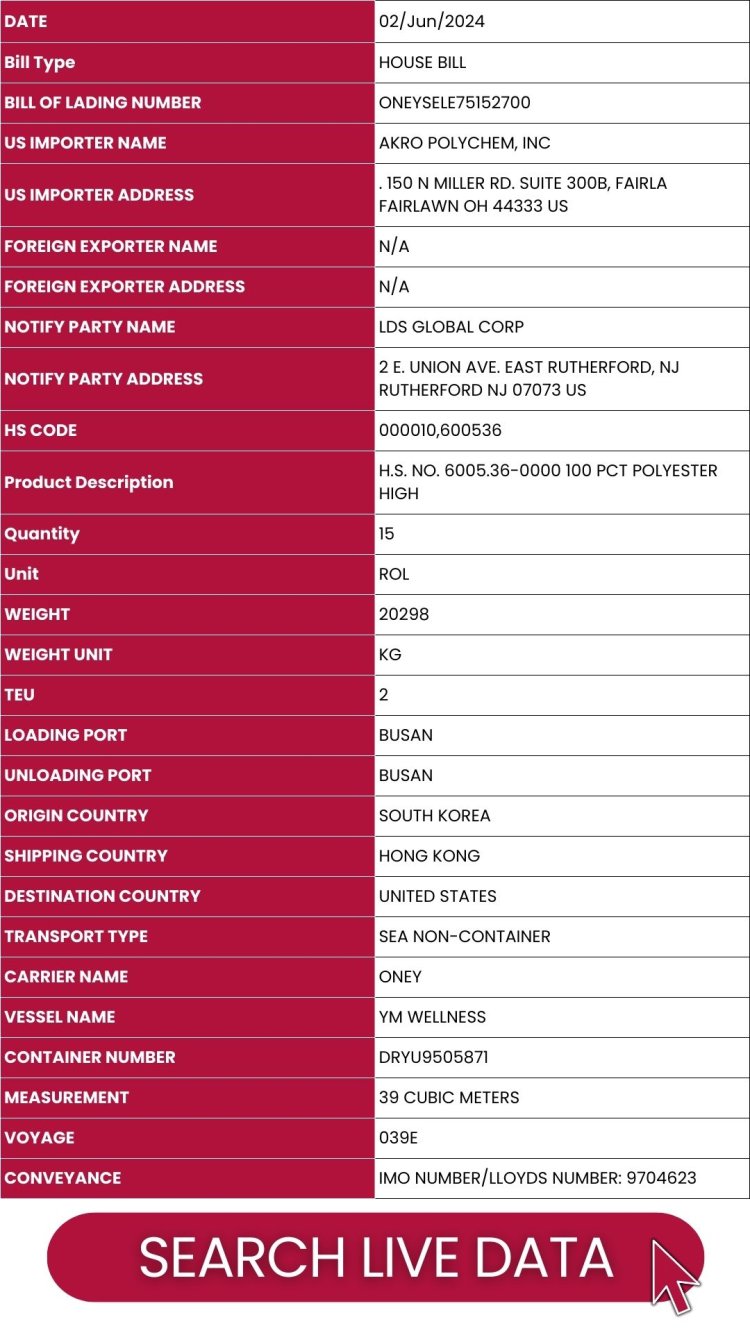 DATE 02/Jun/2024
Bill Type HOUSE BILL
BILL OF LADING NUMBER ONEYSELE75152700
US IMPORTER NAME AKRO POLYCHEM, INC
US IMPORTER ADDRESS . 150 N MILLER RD. SUITE 300B, FAIRLA
FAIRLAWN OH 44333 US
FOREIGN EXPORTER NAME N/A
FOREIGN EXPORTER ADDRESS N/A
NOTIFY PARTY NAME LDS GLOBAL CORP
NOTIFY PARTY ADDRESS 2 E. UNION AVE. EAST RUTHERFORD, NJ
RUTHERFORD NJ 07073 US
HS CODE 000010,600536
Product Description H.S. NO. 6005.36-0000 100 PCT POLYESTER
HIGH
Quantity 15
Unit ROL
WEIGHT 20298
WEIGHT UNIT KG
TEU 2
LOADING PORT BUSAN
UNLOADING PORT BUSAN
ORIGIN COUNTRY SOUTH KOREA
SHIPPING COUNTRY HONG KONG
DESTINATION COUNTRY UNITED STATES
TRANSPORT TYPE SEA NON-CONTAINER
CARRIER NAME ONEY
VESSEL NAME YM WELLNESS
CONTAINER NUMBER DRYU9505871
MEASUREMENT 39 CUBIC METERS
VOYAGE 039E
CONVEYANCE IMO NUMBER/LLOYDS NUMBER: 9704623
SEARCH LIVE DATA